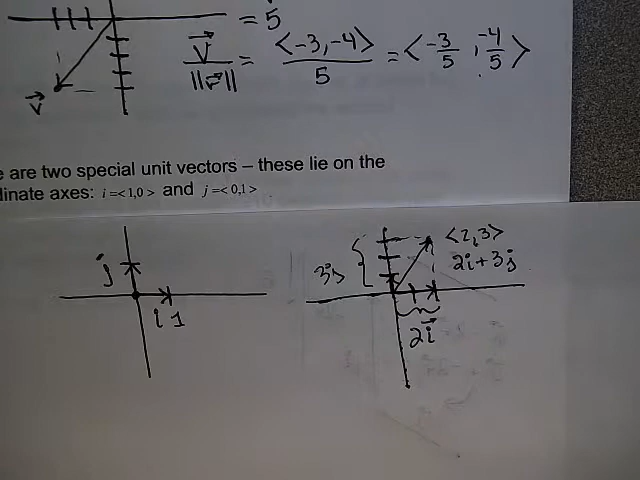 = 5
v⃗ / ||v⃗|| = <-3, -4> / 5 = <-3/5, -4/5>
v⃗
e are two special unit vectors – these lie on the
linate axes: i=<1,0> and j=<0,1>.
j
i 1
<2,3>
2i+3j
3j
2i⃗